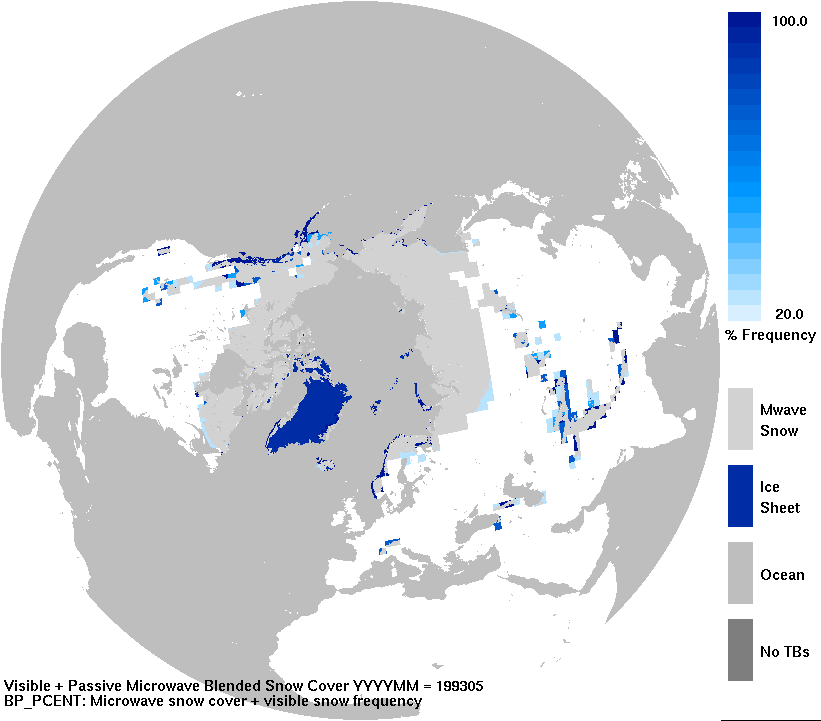 100.0
20.0
% Frequency
Mwave
Snow
Ice
Sheet
Ocean
No TBs
Visible + Passive Microwave Blended Snow Cover YYYYMM = 199305
BP_PCENT: Microwave snow cover + visible snow frequency